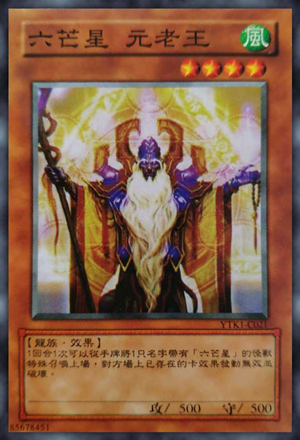 六芒星 元老王
風
YTK1-C021
【龍族·效果】
1回合1次可以從手牌將1只名字帶有「六芒星」的怪獸
特殊召喚上場，對方場上已存在的卡效果發動無效並
破壞。
攻／ 500 守／ 500
85678451